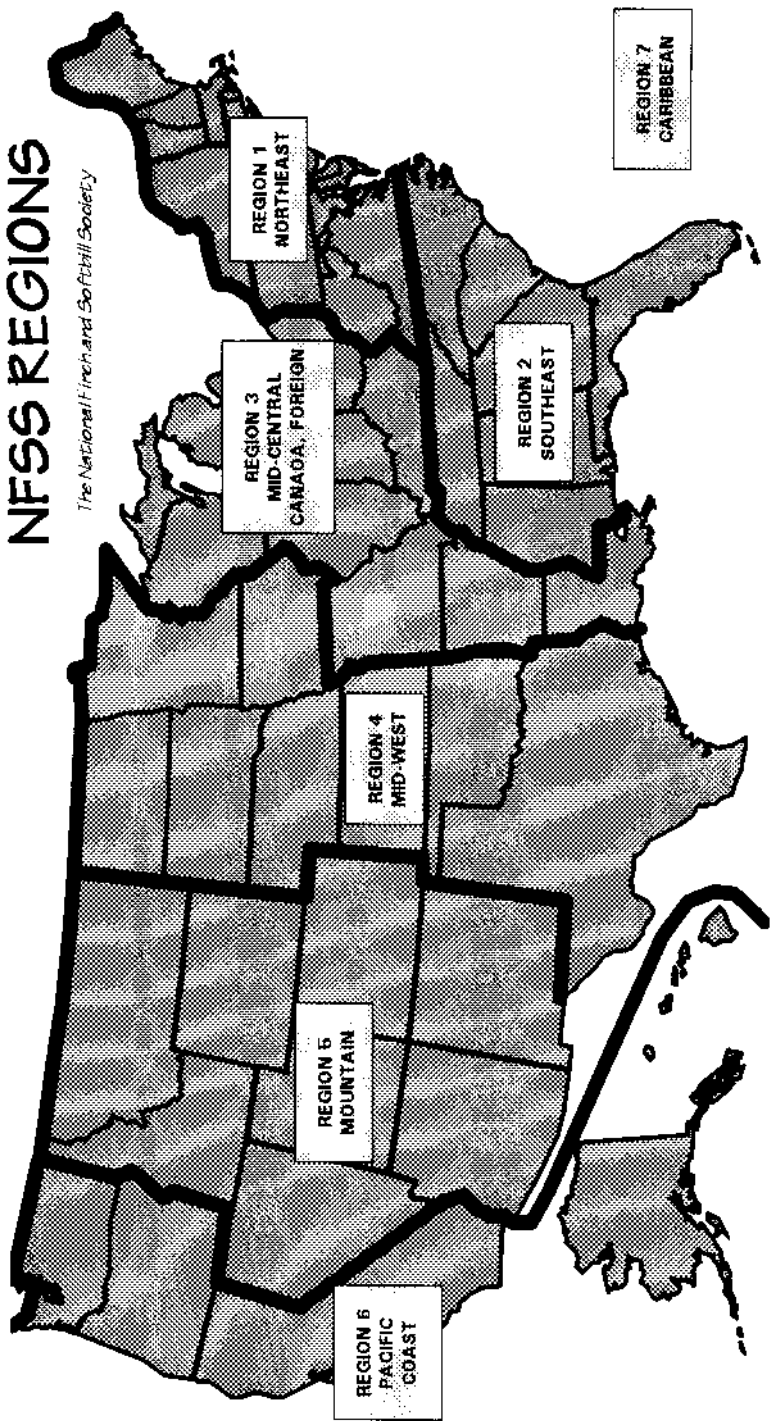 NFSS REGIONS
The National Finch and Softbill Society
REGION 1
NORTHEAST
REGION 3
MID-CENTRAL
CANADA, FOREIGN
REGION 2
SOUTHEAST
REGION 7
CARIBBEAN
REGION 4
MID-WEST
REGION 5
MOUNTAIN
REGION 6
PACIFIC
COAST